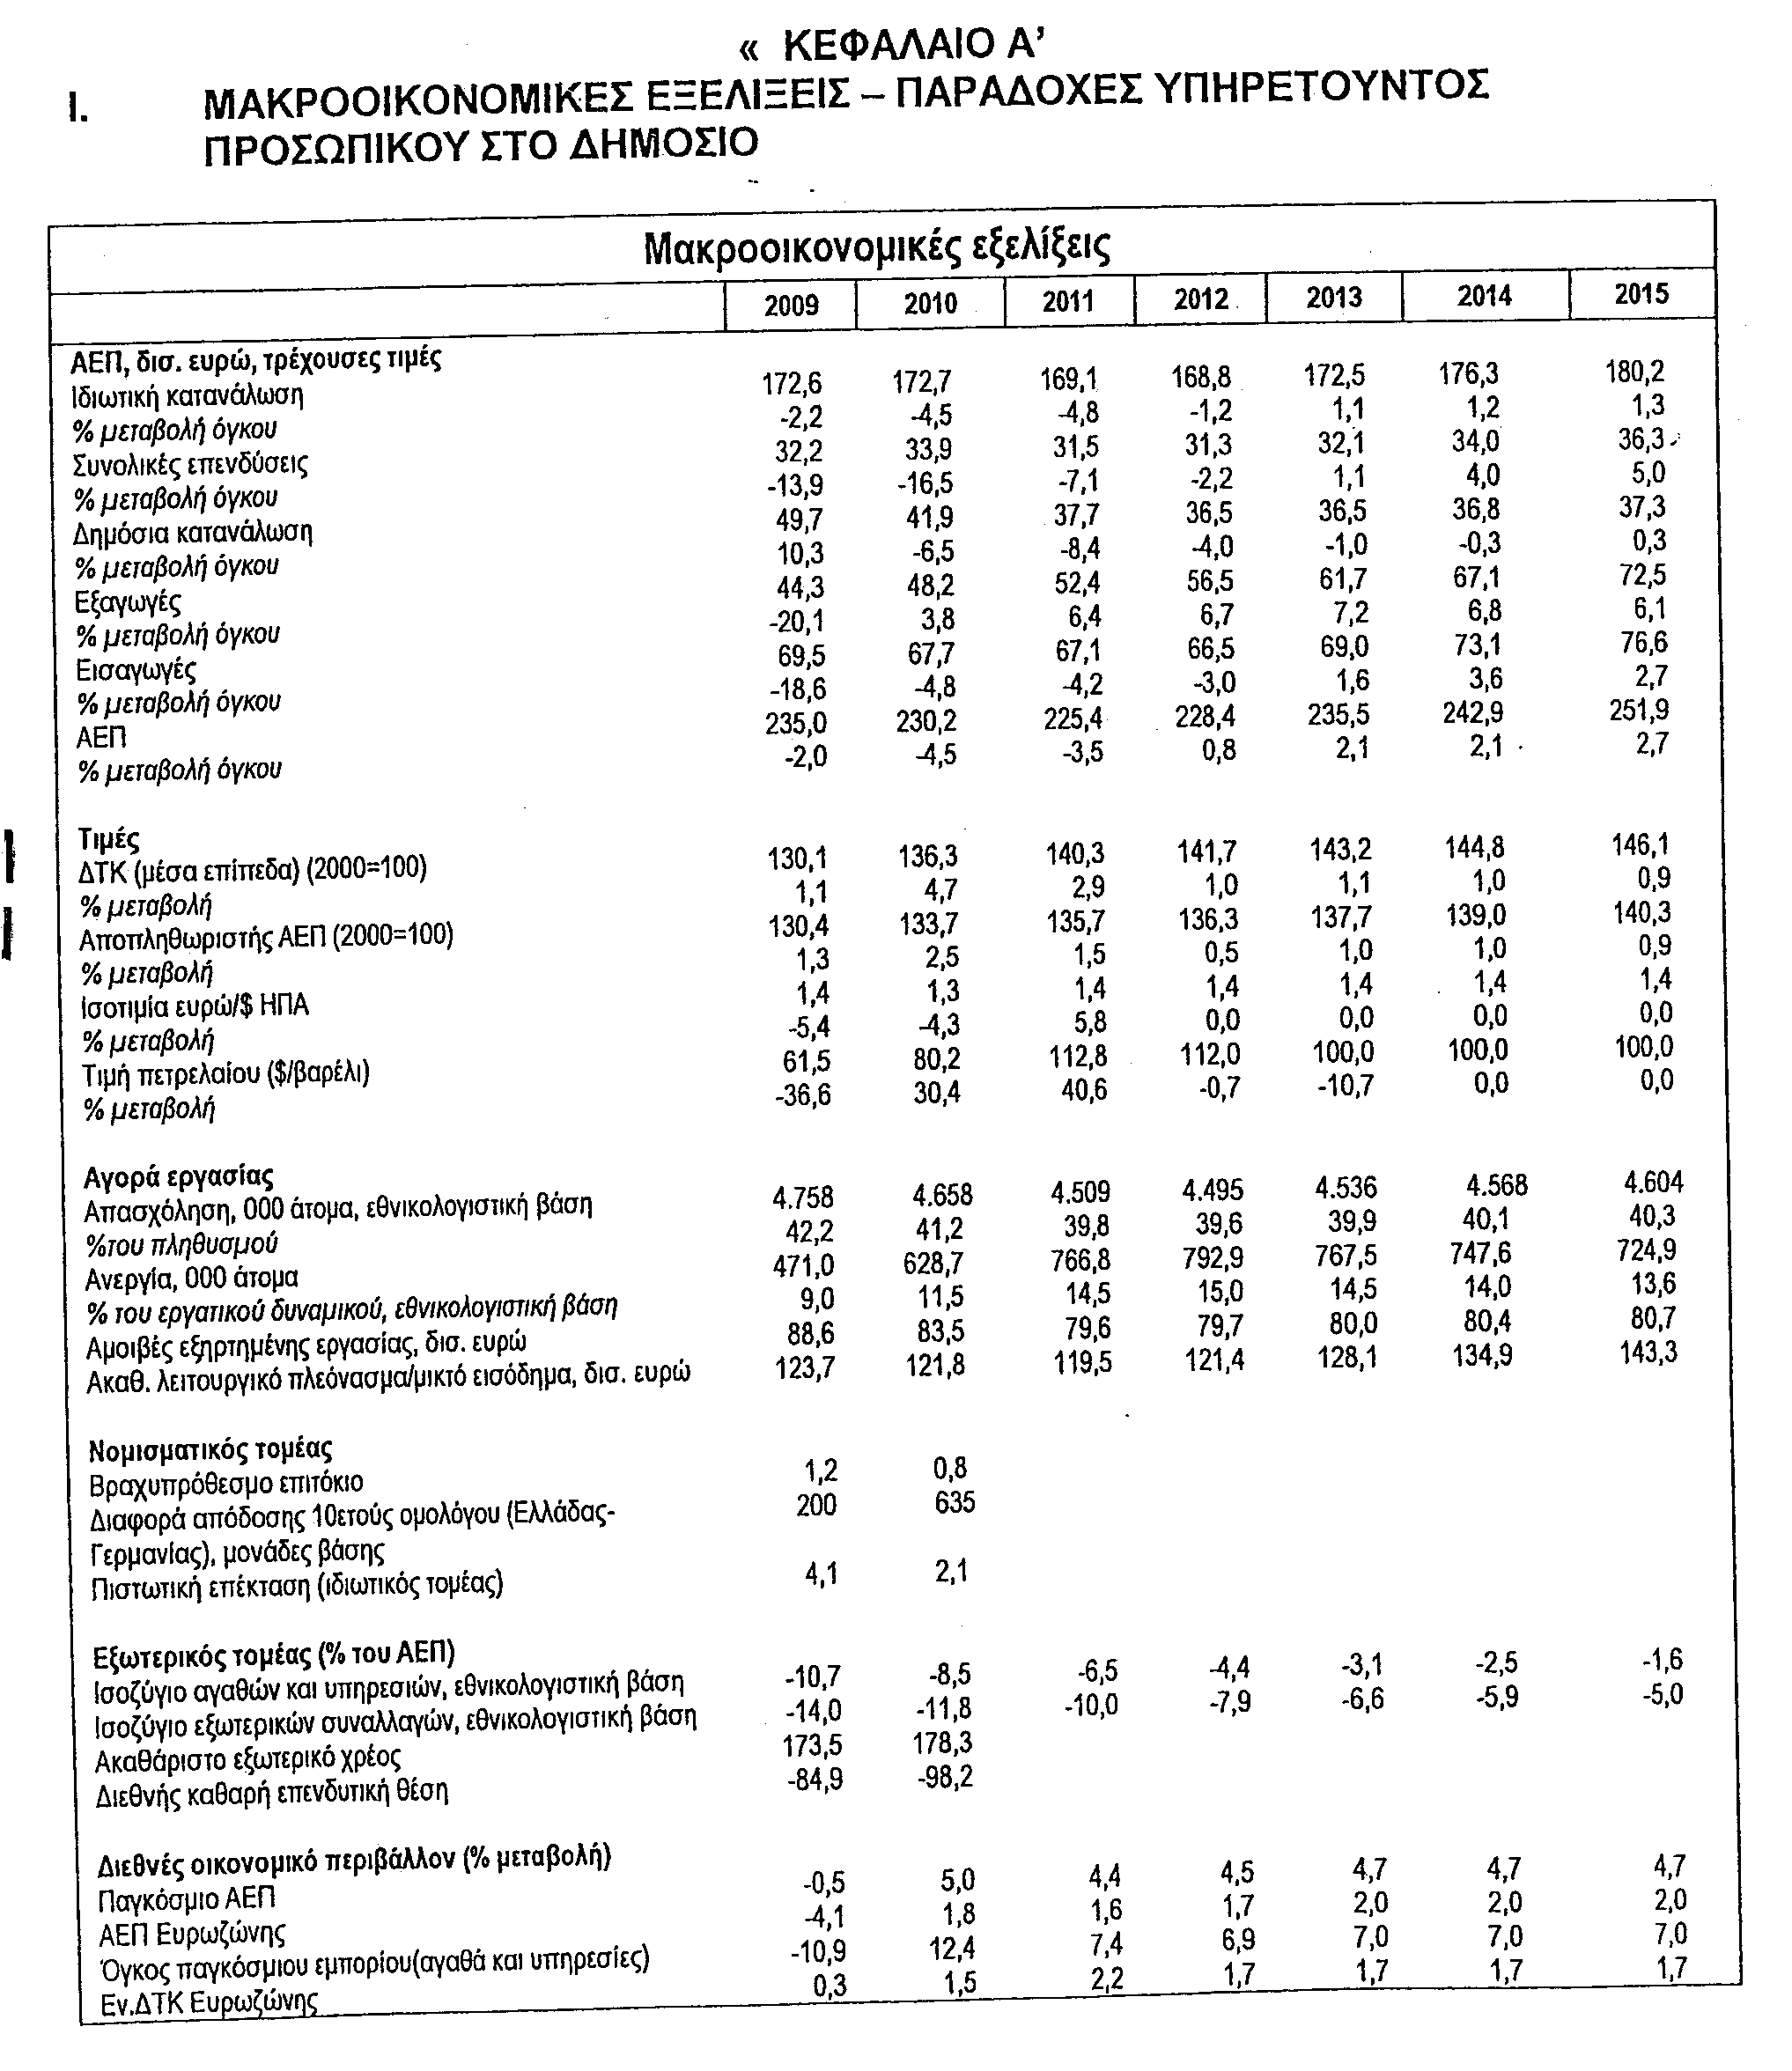 « ΚΕΦΑΛΑΙΟ Α’
I. ΜΑΚΡΟΟΙΚΟΝΟΜΙΚΕΣ ΕΞΕΛΙΞΕΙΣ – ΠΑΡΑΔΟΧΕΣ ΥΠΗΡΕΤΟΥΝΤΟΣ
ΠΡΟΣΩΠΙΚΟΥ ΣΤΟ ΔΗΜΟΣΙΟ
Μακροοικονομικές εξελίξεις
2009 2010 2011 2012 2013 2014 2015
ΑΕΠ, δισ. ευρώ, τρέχουσες τιμές
Ιδιωτική κατανάλωση 172,6 172,7 169,1 168,8 172,5 176,3 180,2
% μεταβολή όγκου -2,2 -4,5 -4,8 -1,2 1,1 1,2 1,3
Συνολικές επενδύσεις 32,2 33,9 31,5 31,3 32,1 34,0 36,3
% μεταβολή όγκου -13,9 -16,5 -7,1 -2,2 1,1 4,0 5,0
Δημόσια κατανάλωση 49,7 41,9 37,7 36,5 36,5 36,8 37,3
% μεταβολή όγκου 10,3 -6,5 -8,4 -4,0 -1,0 -0,3 0,3
Εξαγωγές 44,3 48,2 52,4 56,5 61,7 67,1 72,5
% μεταβολή όγκου -20,1 3,8 6,4 6,7 7,2 6,8 6,1
Εισαγωγές 69,5 67,7 67,1 66,5 69,0 73,1 76,6
% μεταβολή όγκου -18,6 -4,8 -4,2 -3,0 1,6 3,6 2,7
ΑΕΠ 235,0 230,2 225,4 228,4 235,5 242,9 251,9
% μεταβολή όγκου -2,0 -4,5 -3,5 0,8 2,1 2,1 2,7
Τιμές
ΔΤΚ (μέσα επίπεδα) (2000=100) 130,1 136,3 140,3 141,7 143,2 144,8 146,1
% μεταβολή 1,1 4,7 2,9 1,0 1,1 1,0 0,9
Αποπληθωριστής ΑΕΠ (2000=100) 130,4 133,7 135,7 136,3 137,7 139,0 140,3
% μεταβολή 1,3 2,5 1,5 0,5 1,0 1,0 0,9
Ισοτιμία ευρώ/$ ΗΠΑ 1,4 1,3 1,4 1,4 1,4 1,4 1,4
% μεταβολή -5,4 -4,3 5,8 0,0 0,0 0,0 0,0
Τιμή πετρελαίου ($/βαρέλι) 61,5 80,2 112,8 112,0 100,0 100,0 100,0
% μεταβολή -36,6 30,4 40,6 -0,7 -10,7 0,0 0,0
Αγορά εργασίας
Απασχόληση, 000 άτομα, εθνικολογιστική βάση 4.758 4.658 4.509 4.495 4.536 4.568 4.604
%του πληθυσμού 42,2 41,2 39,8 39,6 39,9 40,1 40,3
Ανεργία, 000 άτομα 471,0 628,7 766,8 792,9 767,5 747,6 724,9
% του εργατικού δυναμικού, εθνικολογιστική βάση 9,0 11,5 14,5 15,0 14,5 14,0 13,6
Αμοιβές εξηρτημένης εργασίας, δισ. ευρώ 88,6 83,5 79,6 79,7 80,0 80,4 80,7
Ακαθ. λειτουργικό πλεόνασμα/μικτό εισόδημα, δισ. ευρώ 123,7 121,8 119,5 121,4 128,1 134,9 143,3
Νομισματικός τομέας
Βραχυπρόθεσμο επιτόκιο 1,2 0,8
Διαφορά απόδοσης 10ετούς ομολόγου (Ελλάδας- 200 635
Γερμανίας), μονάδες βάσης
Πιστωτική επέκταση (ιδιωτικός τομέας) 4,1 2,1
Εξωτερικός τομέας (% του ΑΕΠ)
Ισοζύγιο αγαθών και υπηρεσιών, εθνικολογιστική βάση -10,7 -8,5 -6,5 -4,4 -3,1 -2,5 -1,6
Ισοζύγιο εξωτερικών συναλλαγών, εθνικολογιστική βάση -14,0 -11,8 -10,0 -7,9 -6,6 -5,9 -5,0
Ακαθάριστο εξωτερικό χρέος 173,5 178,3
Διεθνής καθαρή επενδυτική θέση -84,9 -98,2
Διεθνές οικονομικό περιβάλλον (% μεταβολή)
Παγκόσμιο ΑΕΠ -0,5 5,0 4,4 4,5 4,7 4,7 4,7
ΑΕΠ Ευρωζώνης -4,1 1,8 1,6 1,7 2,0 2,0 2,0
Όγκος παγκόσμιου εμπορίου(αγαθά και υπηρεσίες) -10,9 12,4 7,4 6,9 7,0 7,0 7,0
Εν.ΔΤΚ Ευρωζώνης 0,3 1,5 2,2 1,7 1,7 1,7 1,7